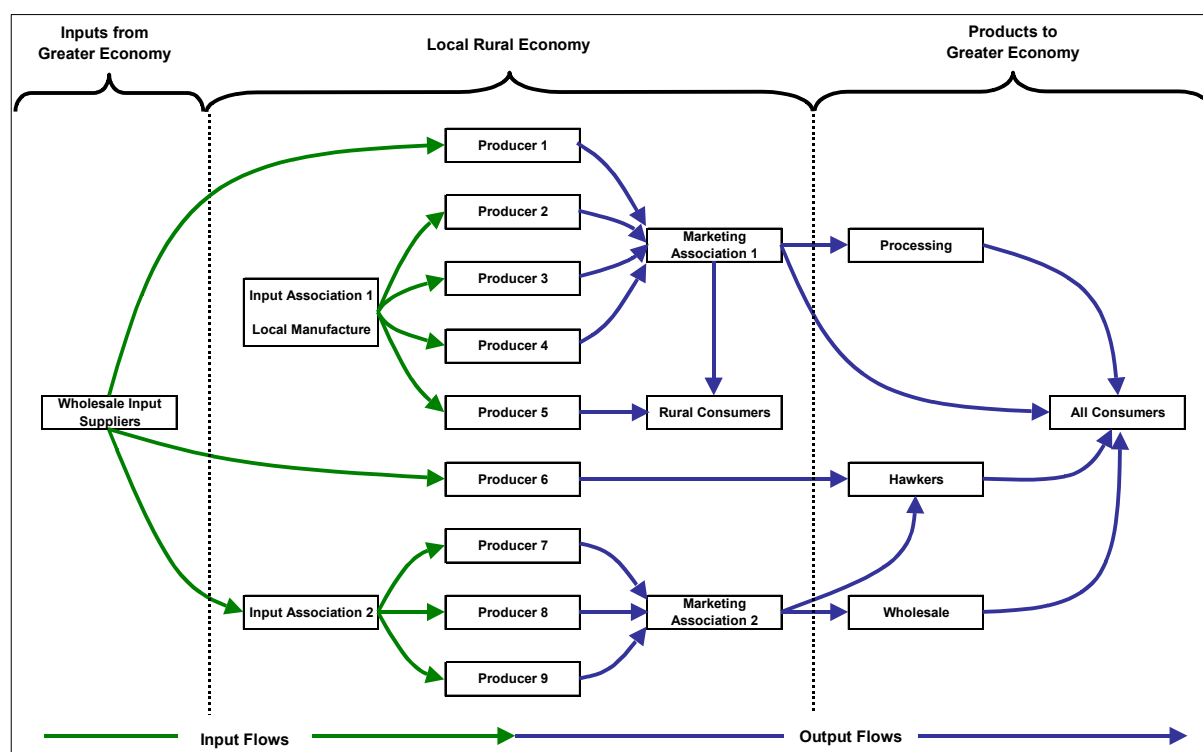 Inputs from
Greater Economy
Local Rural Economy
Products to
Greater Economy
Producer 1
Producer 2
Marketing
Association 1
Processing
Producer 3
Input Association 1
Local Manufacture
Producer 4
Wholesale Input
Suppliers
Producer 5
Rural Consumers
All Consumers
Producer 6
Hawkers
Producer 7
Input Association 2
Producer 8
Marketing
Association 2
Wholesale
Producer 9
Input Flows
Output Flows